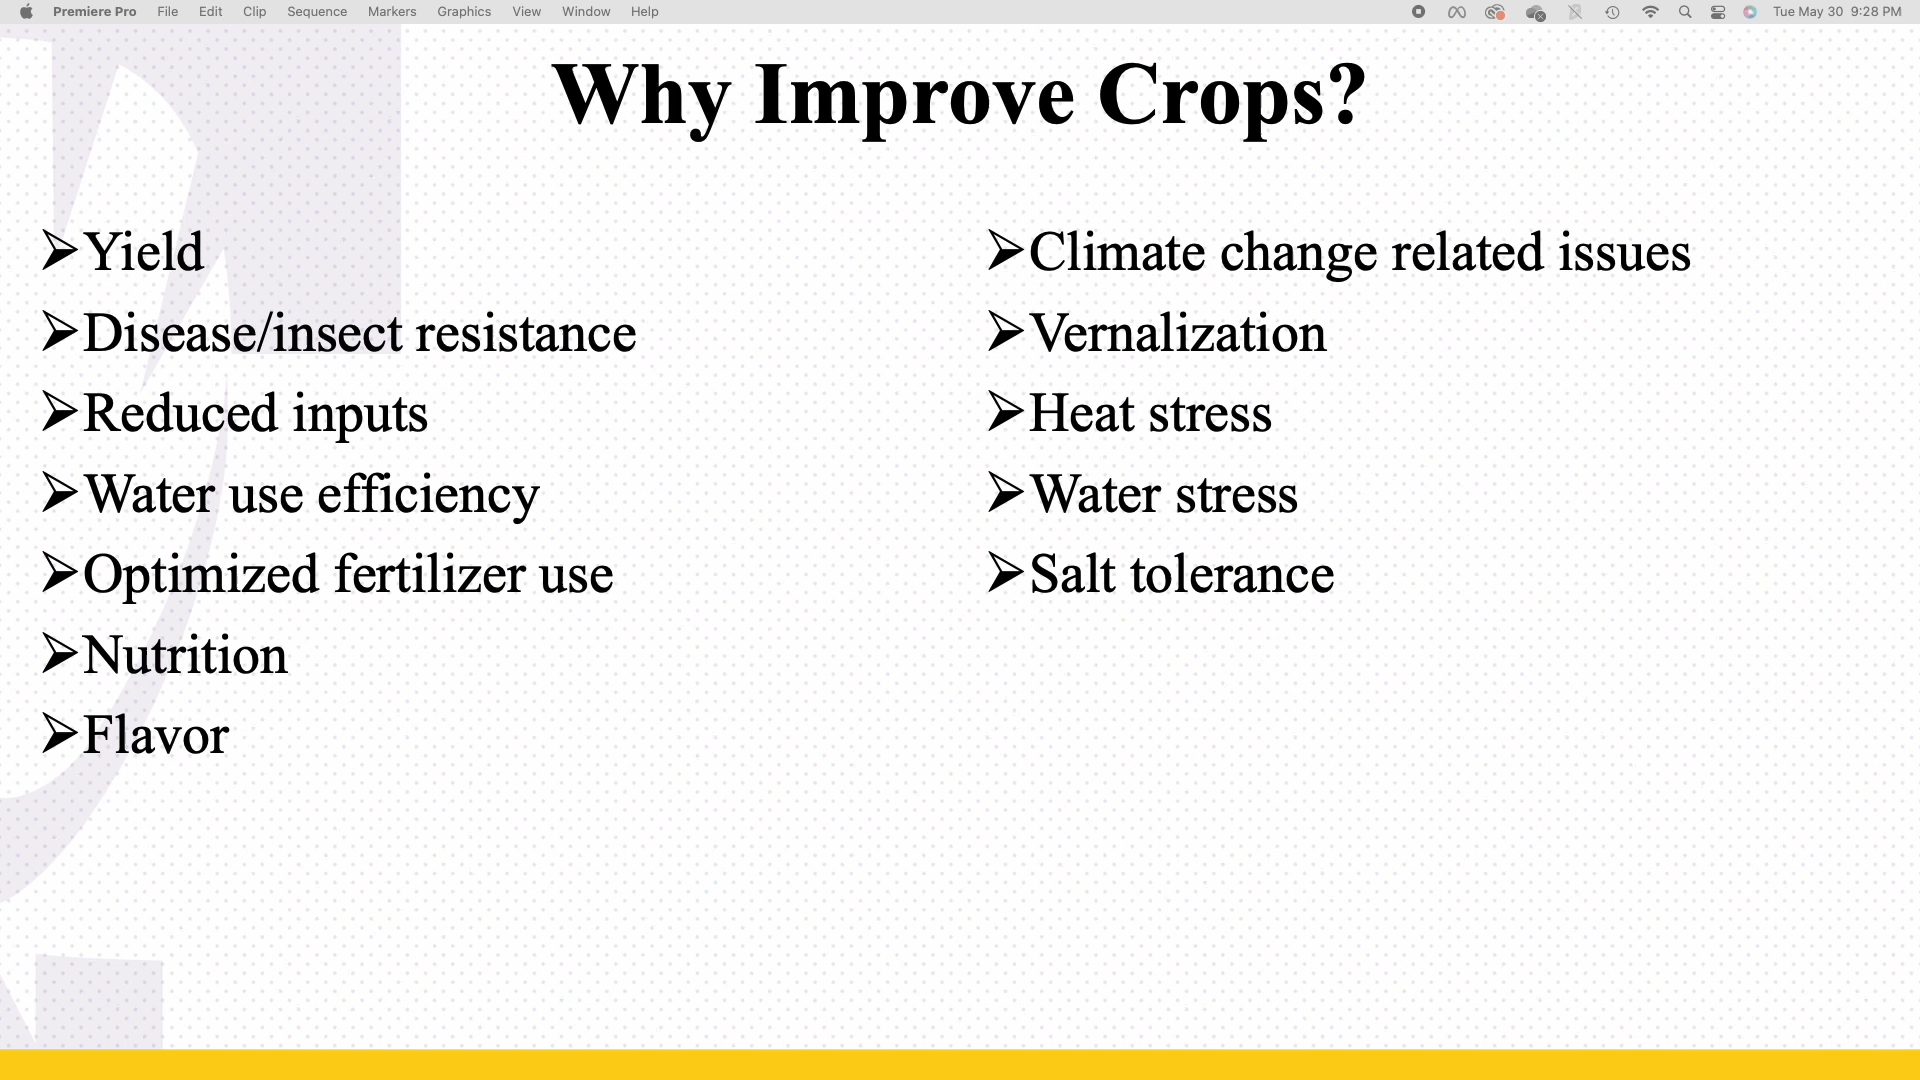 Premiere Pro File Edit Clip Sequence Markers Graphics View Window Help Tue May 30 9:28 PM
Why Improve Crops?
➢Yield
➢Disease/insect resistance
➢Reduced inputs
➢Water use efficiency
➢Optimized fertilizer use
➢Nutrition
➢Flavor
➢Climate change related issues
➢Vernalization
➢Heat stress
➢Water stress
➢Salt tolerance